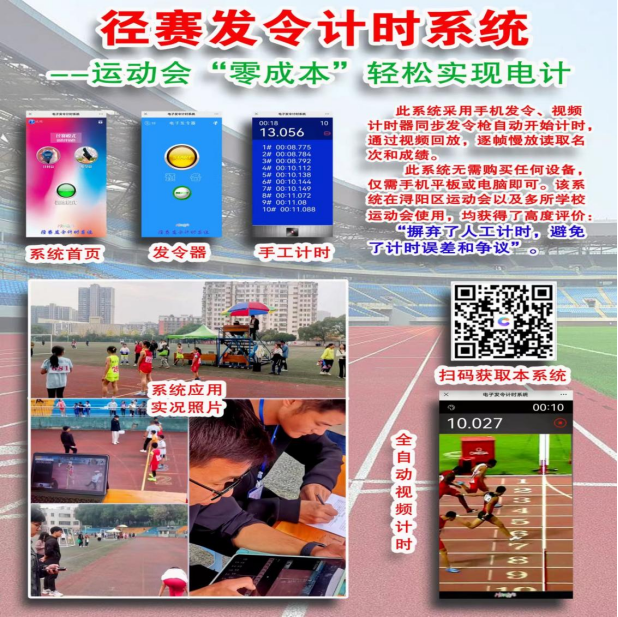 径赛发令计时系统
--运动会“零成本”轻松实现电计
此系统采用手机发令、视频
计时器同步发令枪自动开始计时,
通过视频回放，逐帧慢放读取名
次和成绩。
此系统无需购买任何设备，
仅需手机平板或电脑即可。该系
统在浔阳区运动会以及多所学校
运动会使用，均获得了高度评价：
“摒弃了人工计时，避免
了计时误差和争议”。
00:18 10
13.056
1# 00:08.775
2# 00:08.784
3# 00:08.792
4# 00:10.112
5# 00:10.138
6# 00:10.144
7# 00:10.149
8# 00:11.072
9# 00:11.08
10# 00:11.088
系统首页
发令器
手工计时
系统应用
实况照片
扫码获取本系统
电子发令计时系统
00:10
10.027
1
2
3
4
5
6
7
8
9
10
全自动视频计时